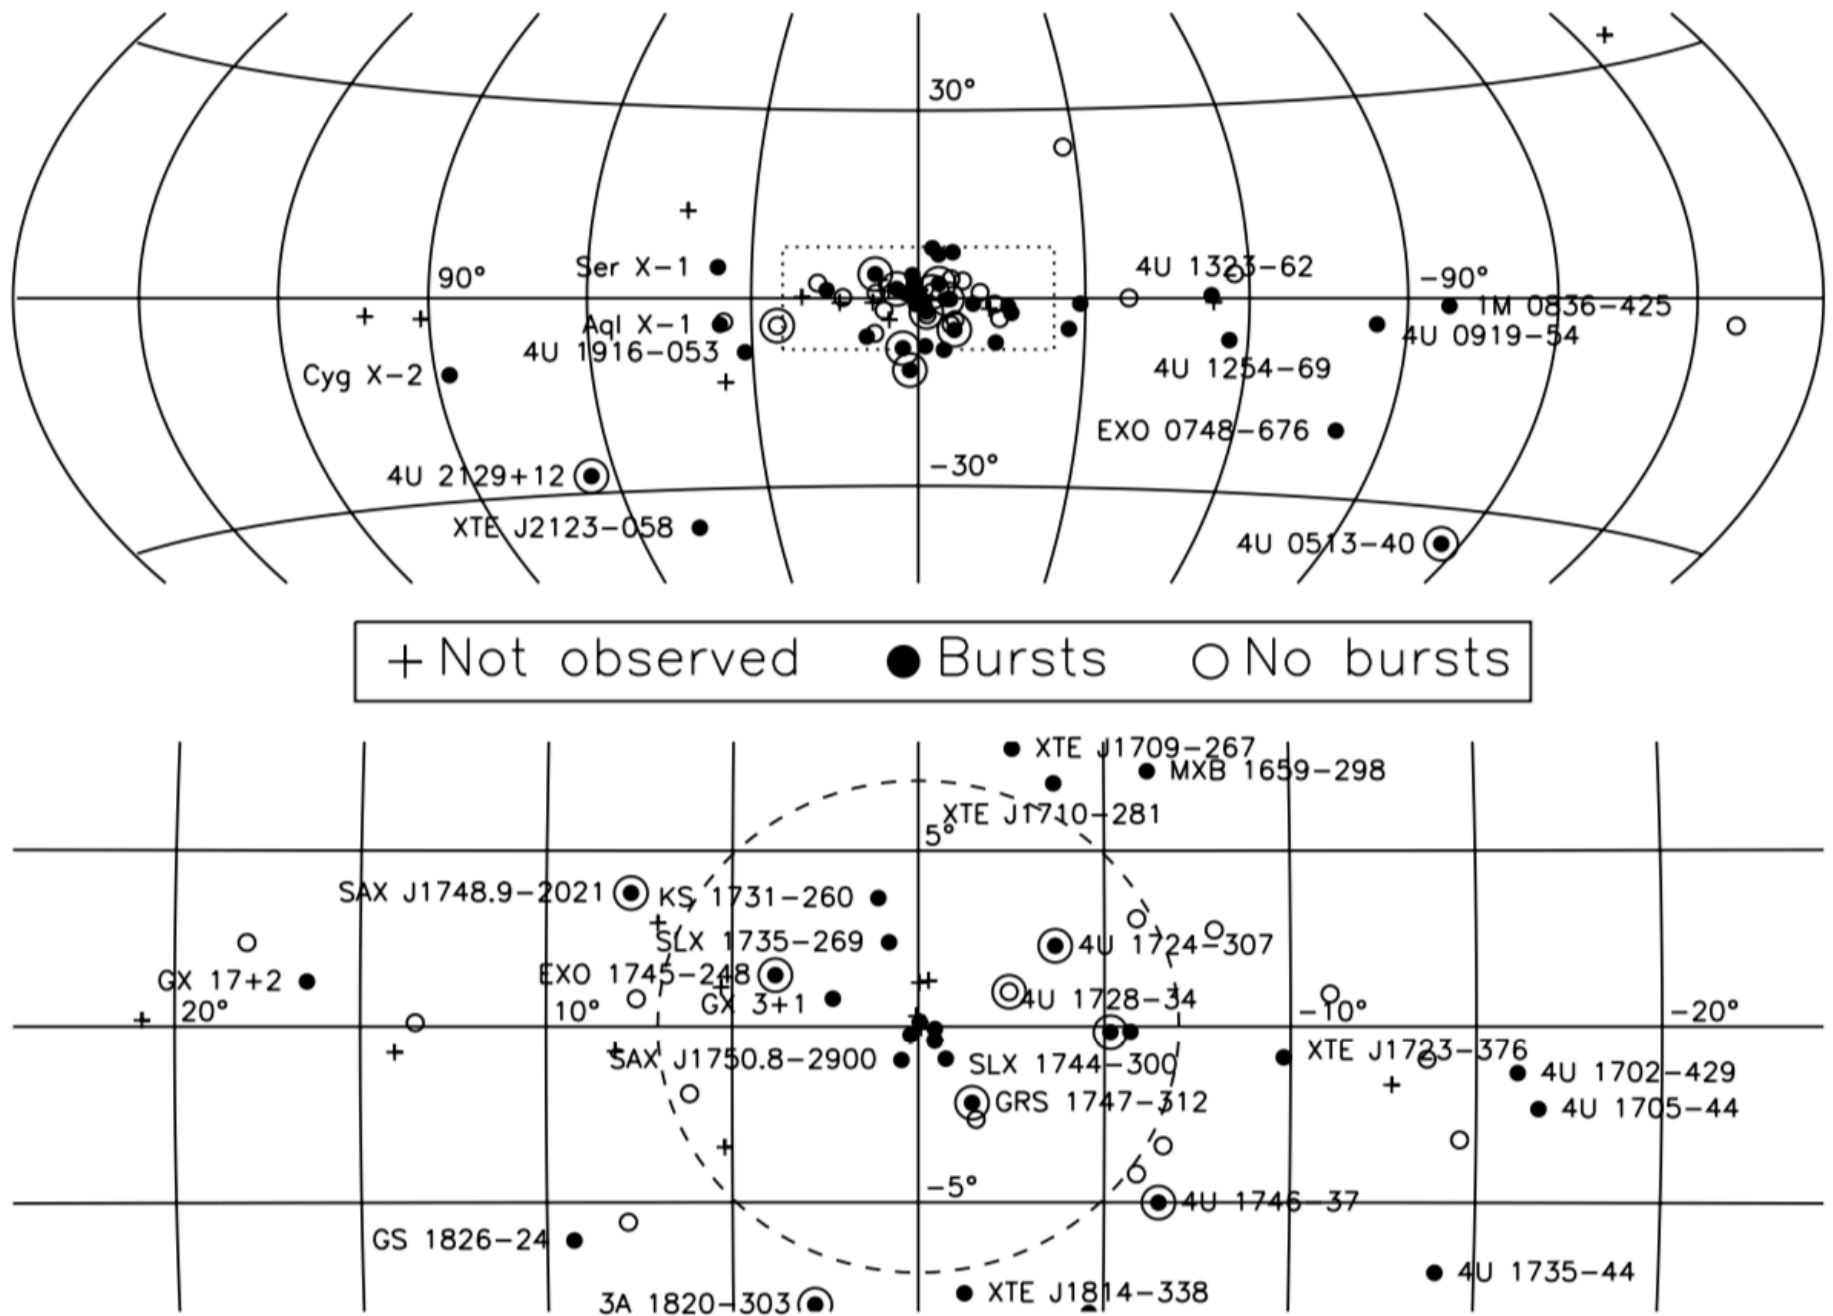 30°
90°
Ser X-1
4U 1323-62
-90°
1M 0836-425
Aql X-1
4U 0919-54
4U 1916-053
4U 1254-69
Cyg X-2
EXO 0748-676
4U 2129+12
-30°
XTE J2123-058
4U 0513-40
+ Not observed ● Bursts ○ No bursts
XTE J1709-267
MXB 1659-298
XTE J1710-281
5°
SAX J1748.9-2021
KS 1731-260
SLX 1735-269
4U 1724-307
EXO 1745-248
GX 17+2
GX 3+1
4U 1728-34
20°
10°
-10°
-20°
SAX J1750.8-2900
SLX 1744-300
XTE J1723-376
4U 1702-429
GRS 1747-312
4U 1705-44
-5°
4U 1746-37
GS 1826-24
4U 1735-44
3A 1820-303
XTE J1814-338